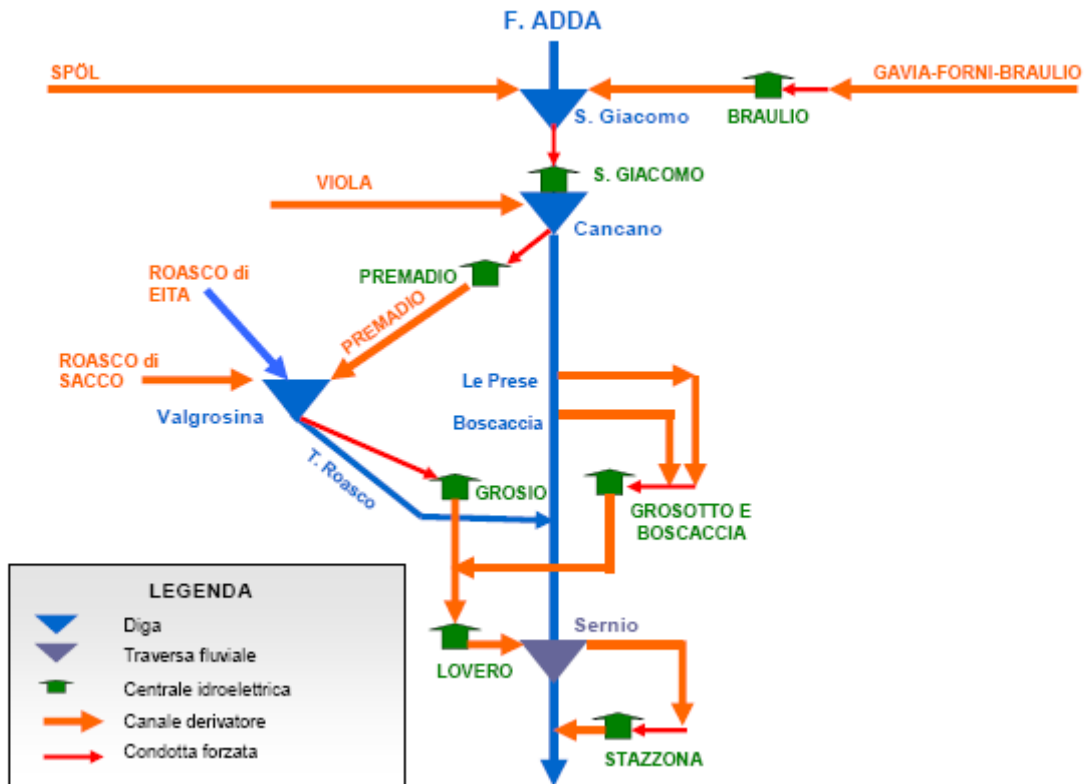 F. ADDA
SPÖL
GAVIA-FORNI-BRAULIO
BRAULIO
S. Giacomo
S. GIACOMO
VIOLA
Cancano
ROASCO di
EITA
PREMADIO
PREMADIO
ROASCO di
SACCO
Valgrosina
Le Prese
Boscaccia
T. Roasco
GROSIO
GROSOTTO E
BOSCACCIA
Sernio
LOVERO
STAZZONA
LEGENDA
Diga
Traversa fluviale
Centrale idroelettrica
Canale derivatore
Condotta forzata